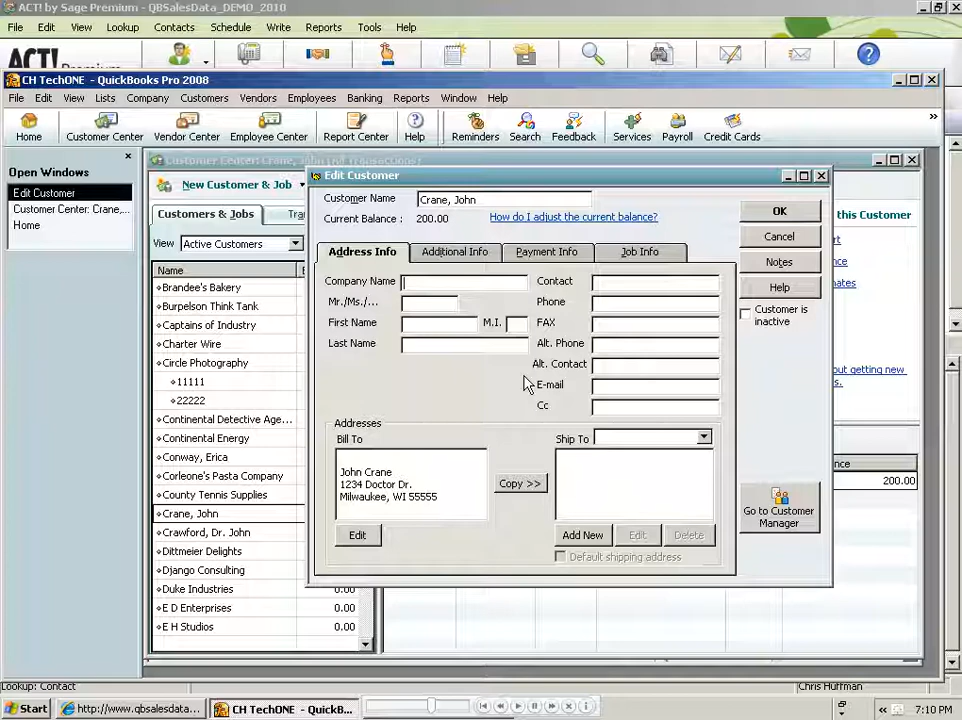 ACT! by Sage Premium - QBSalesData_DEMO_2010
File Edit View Lookup Contacts Schedule Write Reports Tools Help
ACT!
CH TechONE - QuickBooks Pro 2008
File Edit View Lists Company Customers Vendors Employees Banking Reports Window Help
Home Customer Center Vendor Center Employee Center Report Center Help Reminders Search Feedback Services Payroll Credit Cards
Open Windows
Edit Customer
Customer Center: Crane,...
Home
New Customer & Job
Customers & Jobs Tra
View Active Customers
Name
Brandee's Bakery
Burpelson Think Tank
Captains of Industry
Charter Wire
Circle Photography
11111
22222
Continental Detective Age...
Continental Energy
Conway, Erica
Corleone's Pasta Company
County Tennis Supplies
Crane, John
Crawford, Dr. John
Dittmeier Delights
Django Consulting
Duke Industries 0.00
E D Enterprises 0.00
E H Studios 0.00
Edit Customer
Customer Name Crane, John
Current Balance : 200.00 How do I adjust the current balance?
Address Info Additional Info Payment Info Job Info
Company Name Contact
Mr./Ms./... Phone
First Name M.I. FAX
Last Name Alt. Phone
Alt. Contact
E-mail
Cc
Addresses
Bill To Ship To
John Crane
1234 Doctor Dr.
Milwaukee, WI 55555
Copy >>
Edit Add New Edit Delete
Default shipping address
OK
Cancel
Notes
Help
Customer is
inactive
Go to Customer
Manager
this Customer
out getting new
200.00
Lookup: Contact Chris Huffman
Start http://www.qbsalesdata... CH TechONE - QuickB... 7:10 PM